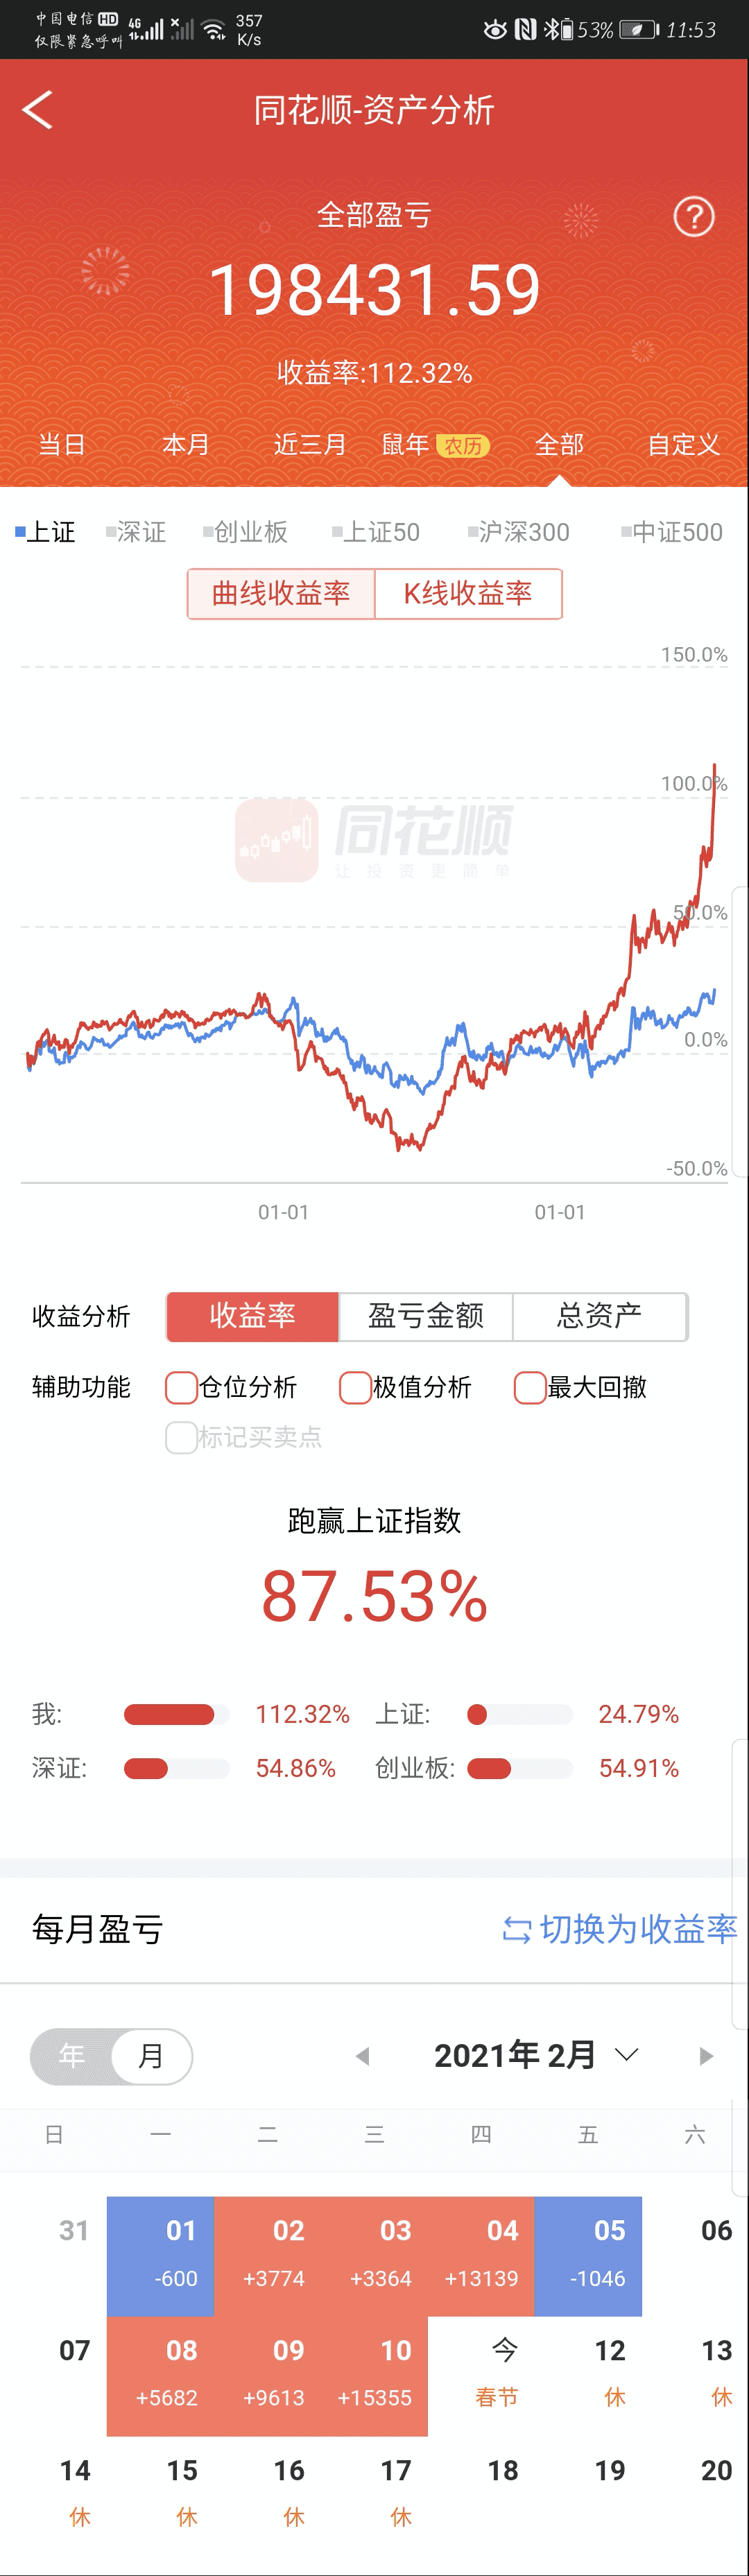 中国电信 HD 4G 357 K/s 53% 11:53
仅限紧急呼叫
同花顺-资产分析
全部盈亏 ?
198431.59
收益率:112.32%
当日 本月 近三月 鼠年 农历 全部 自定义
上证 深证 创业板 上证50 沪深300 中证500
曲线收益率 K线收益率
150.0%
100.0%
同花顺
让投资更简单
50.0%
0.0%
-50.0%
01-01 01-01
收益分析 收益率 盈亏金额 总资产
辅助功能 仓位分析 极值分析 最大回撤
标记买卖点
跑赢上证指数
87.53%
我: 112.32% 上证: 24.79%
深证: 54.86% 创业板: 54.91%
每月盈亏 切换为收益率
年 月 2021年 2月
日 一 二 三 四 五 六
31 01 02 03 04 05 06
-600 +3774 +3364 +13139 -1046
07 08 09 10 今 12 13
+5682 +9613 +15355 春节 休 休
14 15 16 17 18 19 20
休 休 休 休